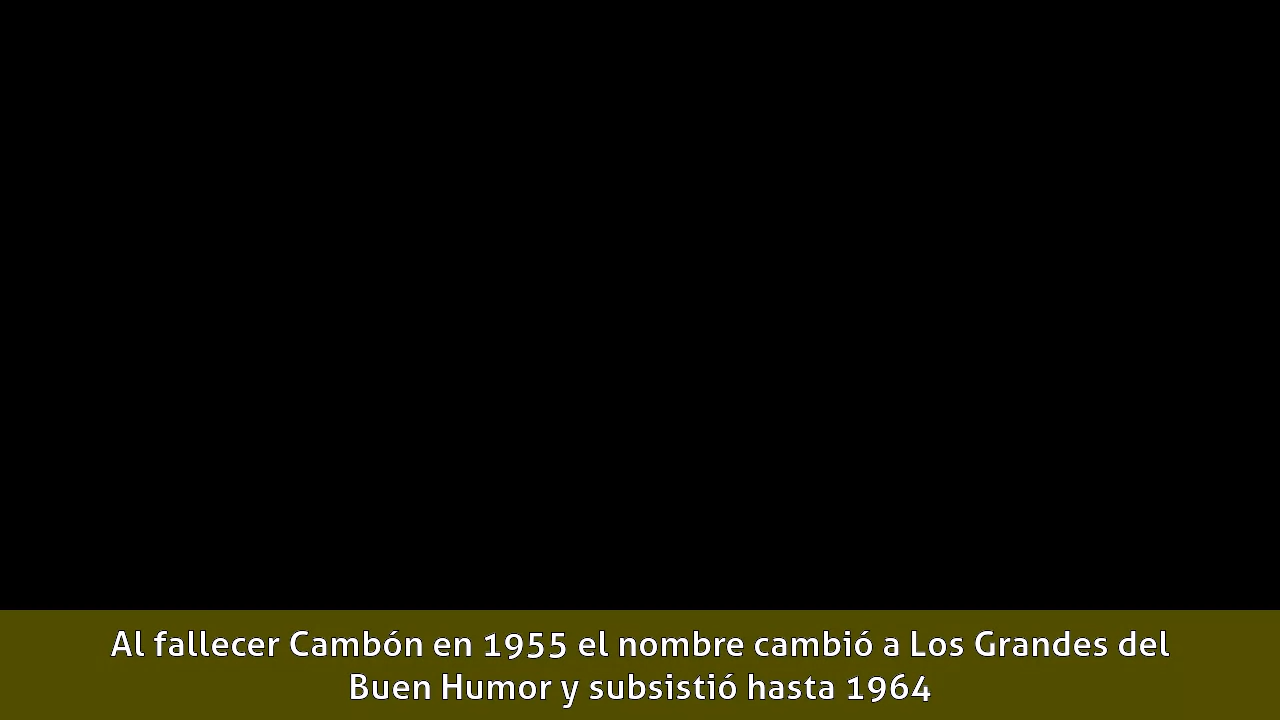 Al fallecer Cambón en 1955 el nombre cambió a Los Grandes del
Buen Humor y subsistió hasta 1964